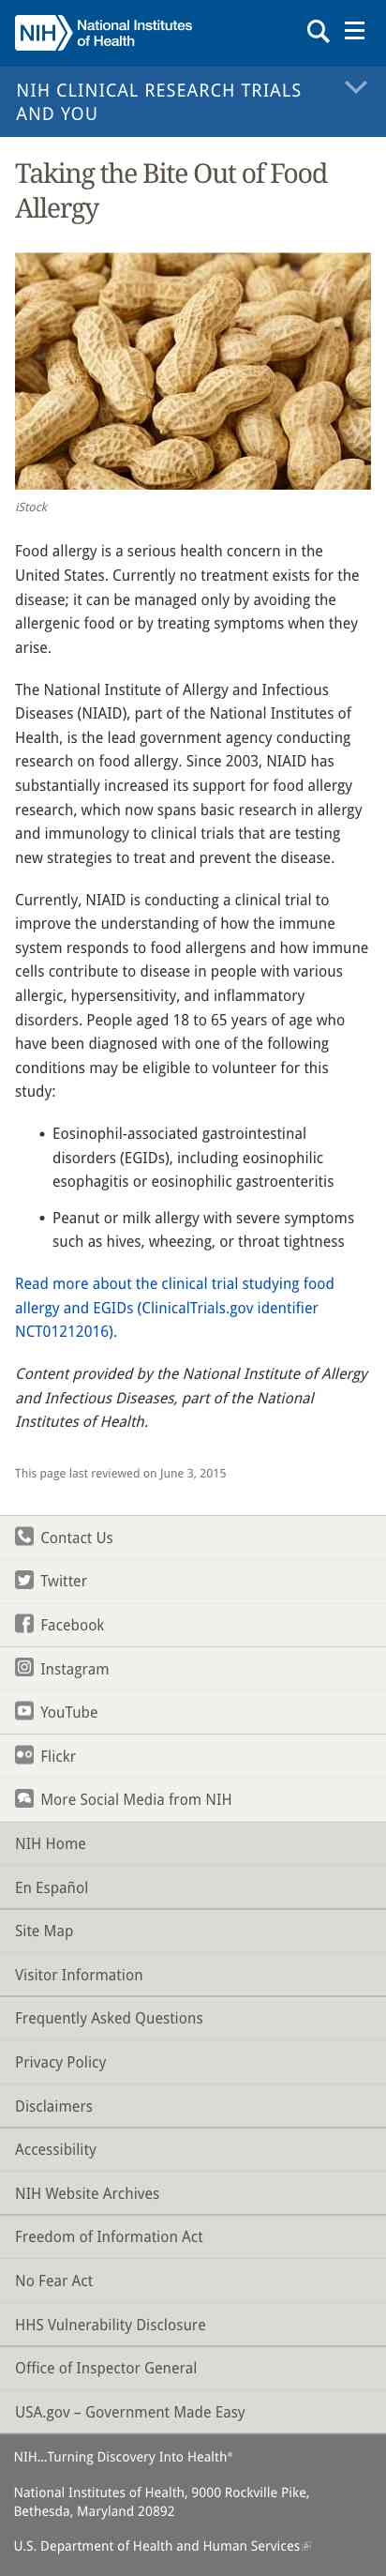 NIH National Institutes of Health
NIH CLINICAL RESEARCH TRIALS
AND YOU
Taking the Bite Out of Food
Allergy
iStock
Food allergy is a serious health concern in the
United States. Currently no treatment exists for the
disease; it can be managed only by avoiding the
allergenic food or by treating symptoms when they
arise.
The National Institute of Allergy and Infectious
Diseases (NIAID), part of the National Institutes of
Health, is the lead government agency conducting
research on food allergy. Since 2003, NIAID has
substantially increased its support for food allergy
research, which now spans basic research in allergy
and immunology to clinical trials that are testing
new strategies to treat and prevent the disease.
Currently, NIAID is conducting a clinical trial to
improve the understanding of how the immune
system responds to food allergens and how immune
cells contribute to disease in people with various
allergic, hypersensitivity, and inflammatory
disorders. People aged 18 to 65 years of age who
have been diagnosed with one of the following
conditions may be eligible to volunteer for this
study:
• Eosinophil-associated gastrointestinal
disorders (EGIDs), including eosinophilic
esophagitis or eosinophilic gastroenteritis
• Peanut or milk allergy with severe symptoms
such as hives, wheezing, or throat tightness
Read more about the clinical trial studying food
allergy and EGIDs (ClinicalTrials.gov identifier
NCT01212016).
Content provided by the National Institute of Allergy
and Infectious Diseases, part of the National
Institutes of Health.
This page last reviewed on June 3, 2015
Contact Us
Twitter
Facebook
Instagram
YouTube
Flickr
More Social Media from NIH
NIH Home
En Español
Site Map
Visitor Information
Frequently Asked Questions
Privacy Policy
Disclaimers
Accessibility
NIH Website Archives
Freedom of Information Act
No Fear Act
HHS Vulnerability Disclosure
Office of Inspector General
USA.gov – Government Made Easy
NIH…Turning Discovery Into Health®
National Institutes of Health, 9000 Rockville Pike,
Bethesda, Maryland 20892
U.S. Department of Health and Human Services